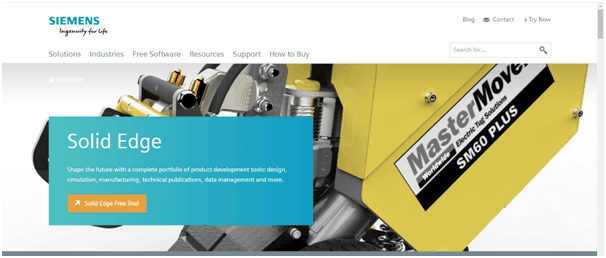 SIEMENS
Ingenuity for life
Blog
Contact
Try Now
Solutions
Industries
Free Software
Resources
Support
How to Buy
Search for...
Solid Edge
Solid Edge
Shape the future with a complete portfolio of product development tools: design,
simulation, manufacturing, technical publications, data management and more.
Solid Edge Free Trial
MasterMover
Worldwide Electric Tug Solutions
SM60 PLUS